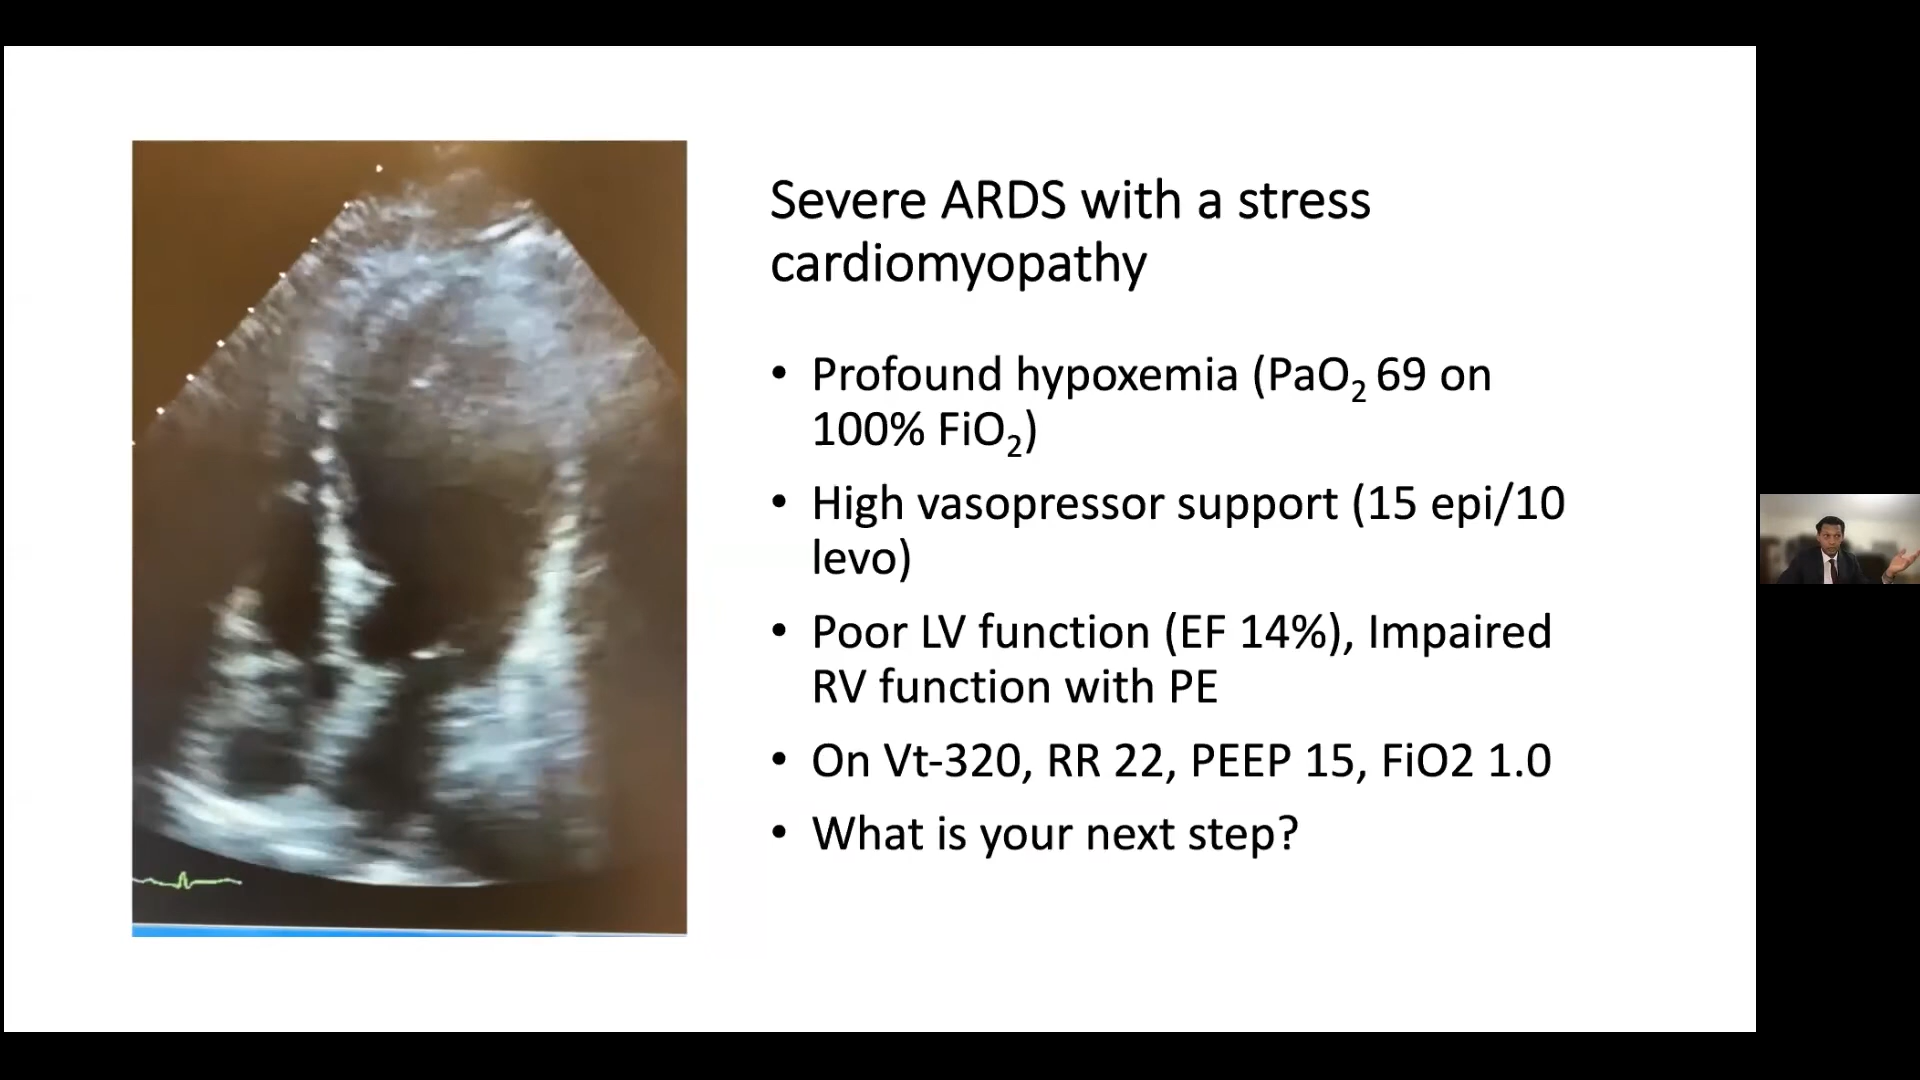 Severe ARDS with a stress
cardiomyopathy
• Profound hypoxemia (PaO₂ 69 on
100% FiO₂)
• High vasopressor support (15 epi/10
levo)
• Poor LV function (EF 14%), Impaired
RV function with PE
• On Vt-320, RR 22, PEEP 15, FiO2 1.0
• What is your next step?